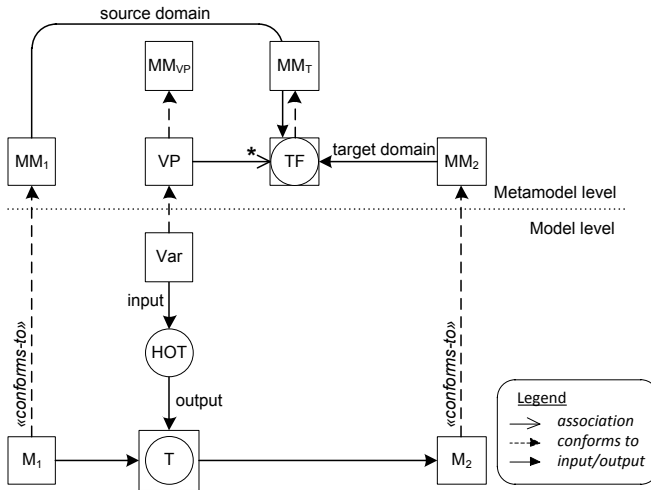 source domain
MMVP
MMT
MM1
VP
*
TF
target domain
MM2
Metamodel level
Model level
Var
input
HOT
output
«conforms-to»
«conforms-to»
M1
T
M2
Legend
association
conforms to
input/output